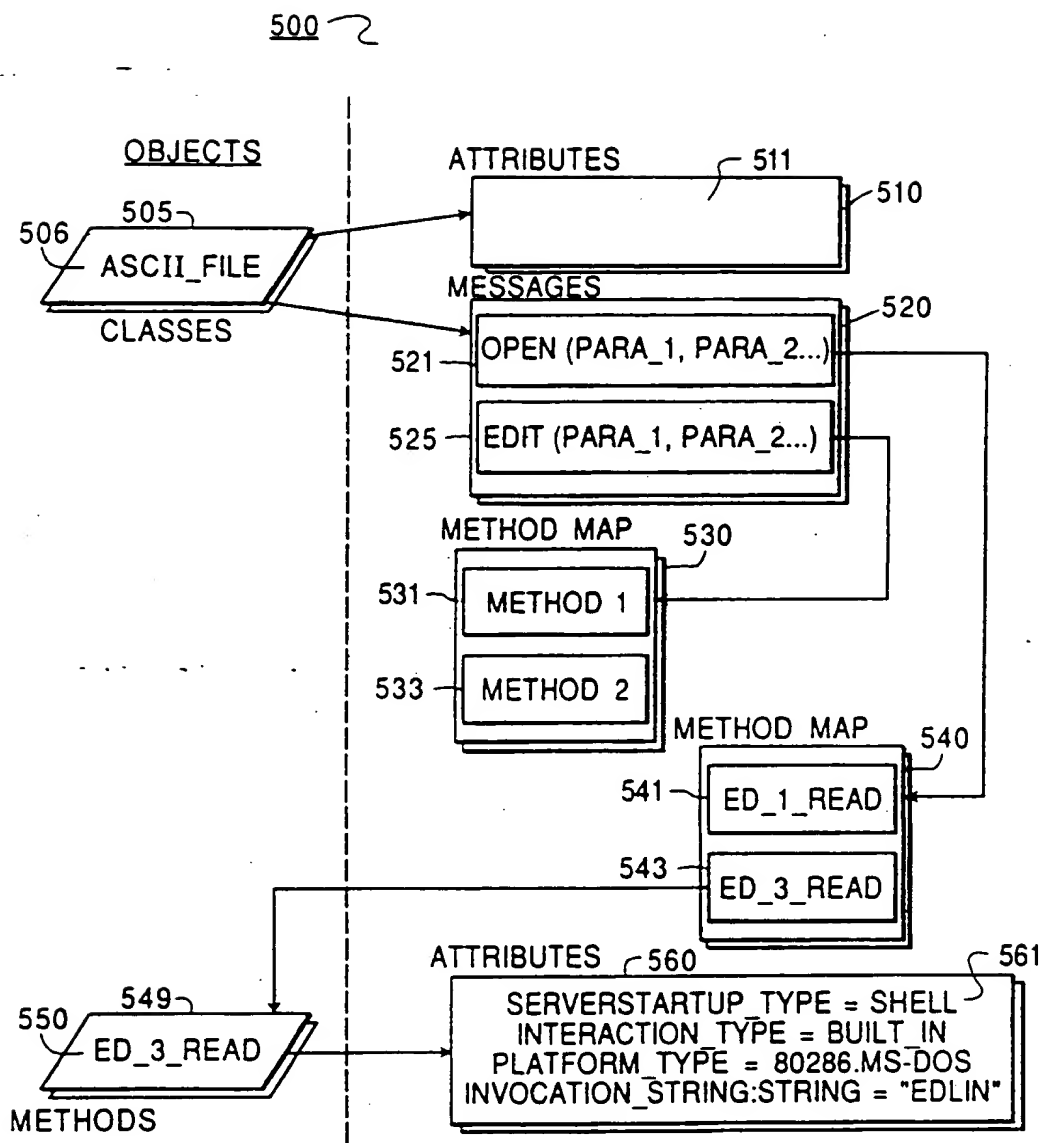 500
OBJECTS
ATTRIBUTES
511
510
505
506
ASCII_FILE
CLASSES
MESSAGES
520
521
OPEN (PARA_1, PARA_2...)
525
EDIT (PARA_1, PARA_2...)
METHOD MAP
530
531
METHOD 1
533
METHOD 2
METHOD MAP
540
541
ED_1_READ
543
ED_3_READ
ATTRIBUTES
560
561
SERVERSTARTUP_TYPE = SHELL
INTERACTION_TYPE = BUILT_IN
PLATFORM_TYPE = 80286.MS-DOS
INVOCATION_STRING:STRING = "EDLIN"
549
550
ED_3_READ
METHODS